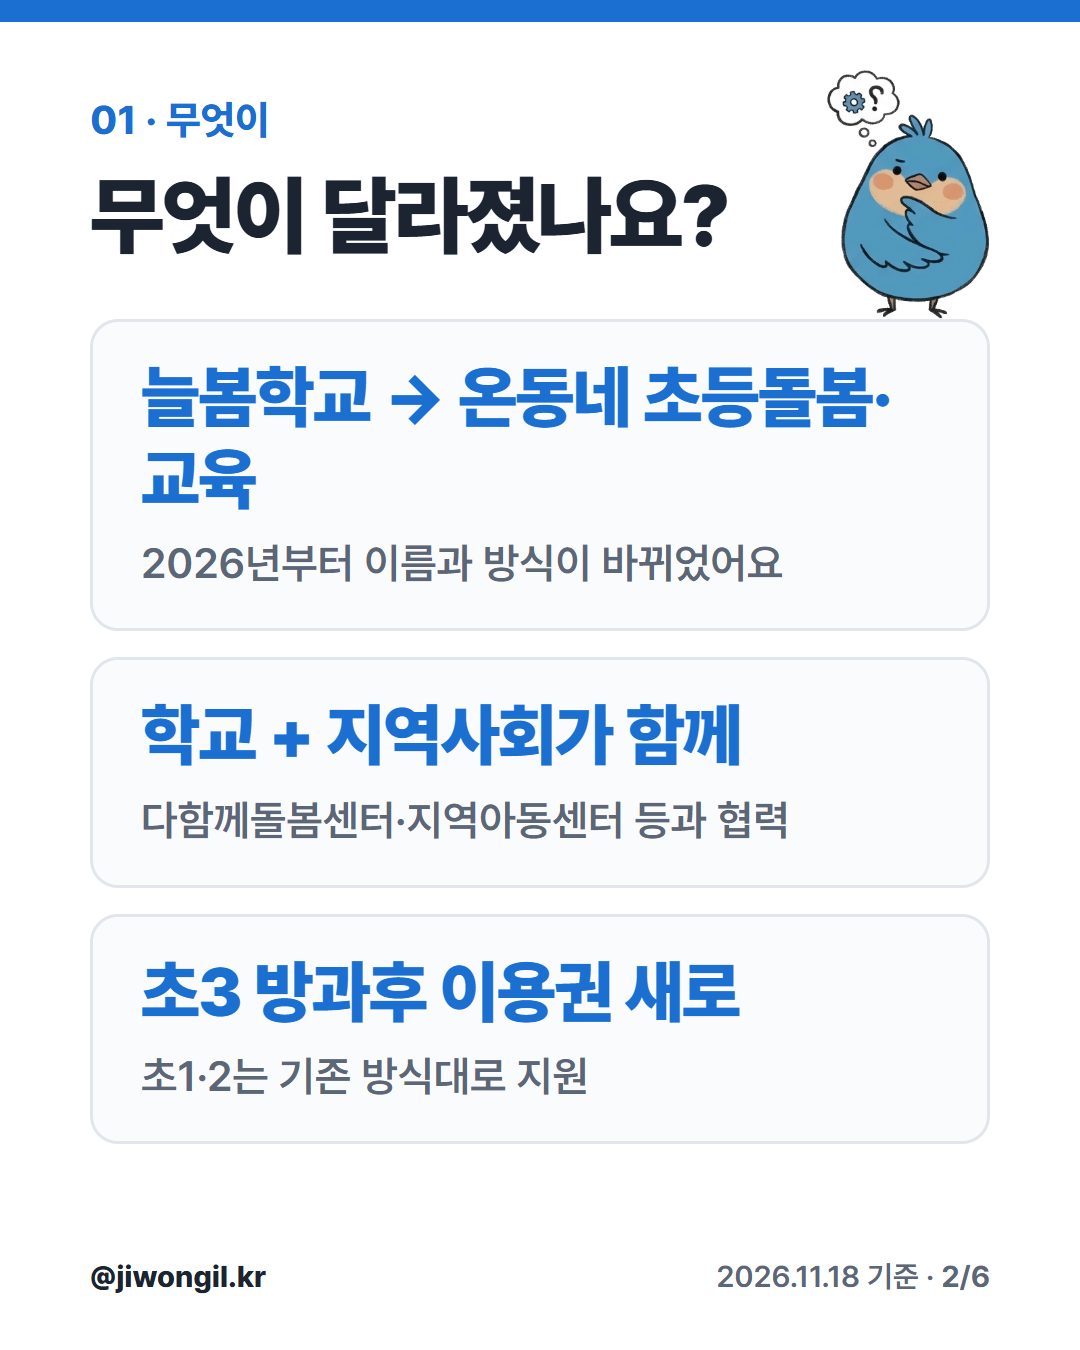 01 · 무엇이
무엇이 달라졌나요?
늘봄학교 → 온동네 초등돌봄·
교육
2026년부터 이름과 방식이 바뀌었어요
학교 + 지역사회가 함께
다함께돌봄센터·지역아동센터 등과 협력
초3 방과후 이용권 새로
초1·2는 기존 방식대로 지원
@jiwongil.kr
2026.11.18 기준 · 2/6